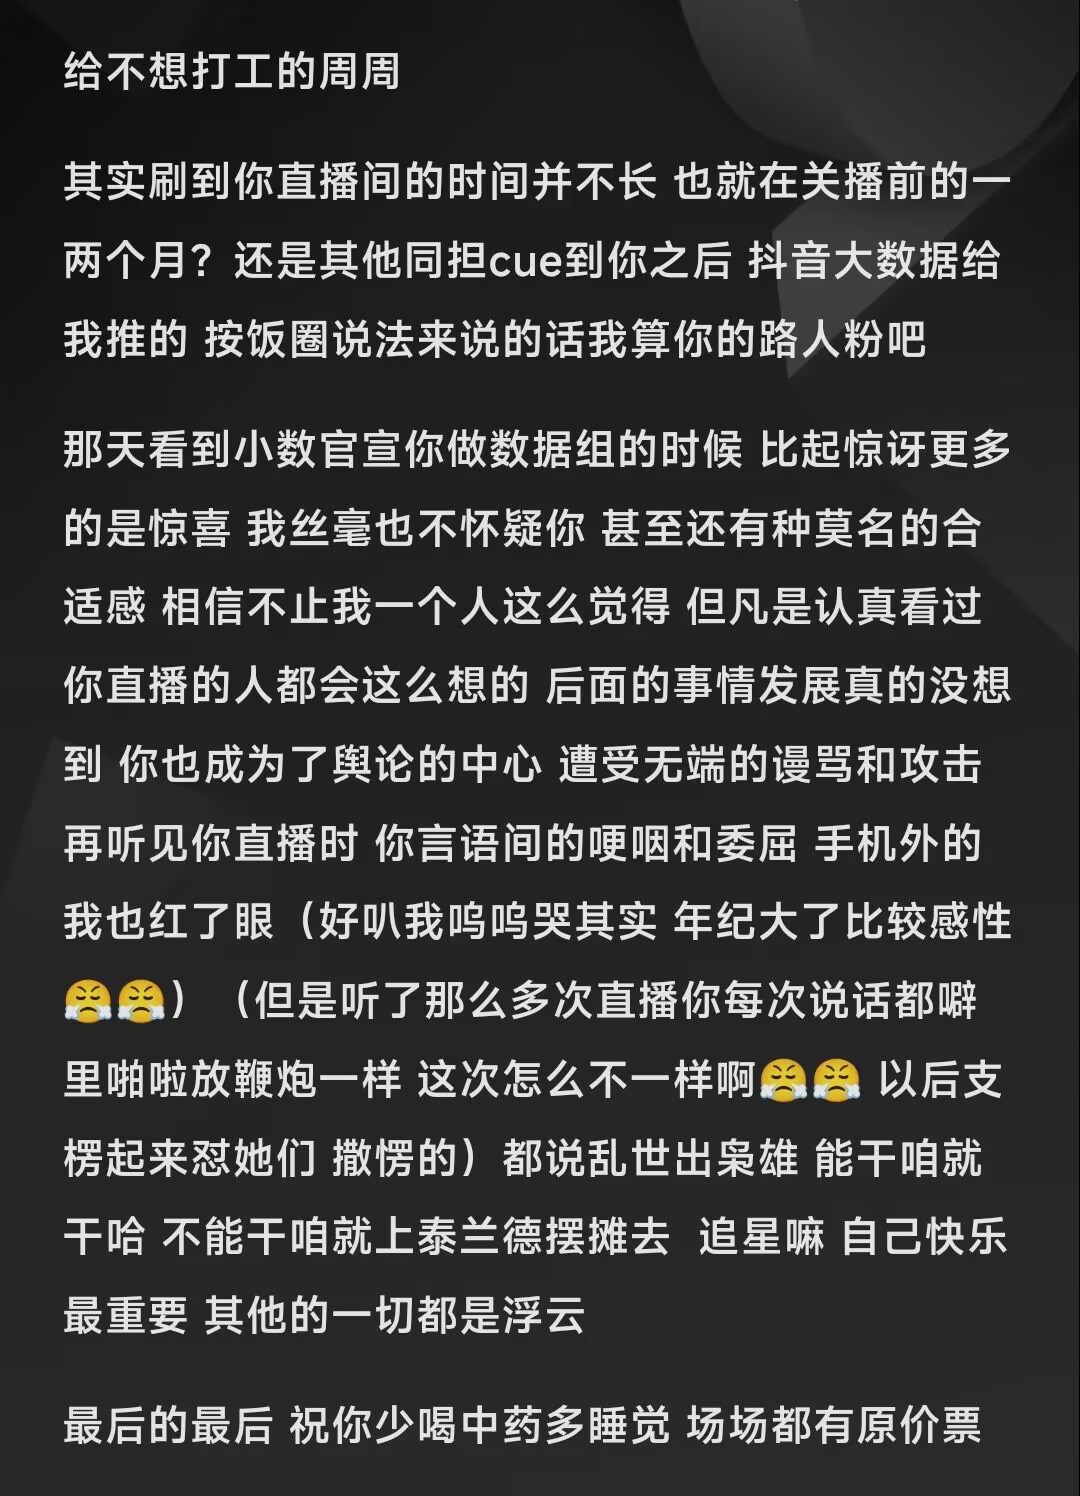 给不想打工的周周
其实刷到你直播间的时间并不长 也就在关播前的一
两个月？还是其他同担cue到你之后 抖音大数据给
我推的 按饭圈说法来说的话我算你的路人粉吧
那天看到小数官宣你做数据组的时候 比起惊讶更多
的是惊喜 我丝毫也不怀疑你 甚至还有种莫名的合
适感 相信不止我一个人这么觉得 但凡是认真看过
你直播的人都会这么想的 后面的事情发展真的没想
到 你也成为了舆论的中心 遭受无端的谩骂和攻击
再听见你直播时 你言语间的哽咽和委屈 手机外的
我也红了眼（好叭我呜呜哭其实 年纪大了比较感性
😤😤）（但是听了那么多次直播你每次说话都噼
里啪啦放鞭炮一样 这次怎么不一样啊😤😤 以后支
楞起来怼她们 撒愣的）都说乱世出枭雄 能干咱就
干哈 不能干咱就上泰兰德摆摊去 追星嘛 自己快乐
最重要 其他的一切都是浮云
最后的最后 祝你少喝中药多睡觉 场场都有原价票